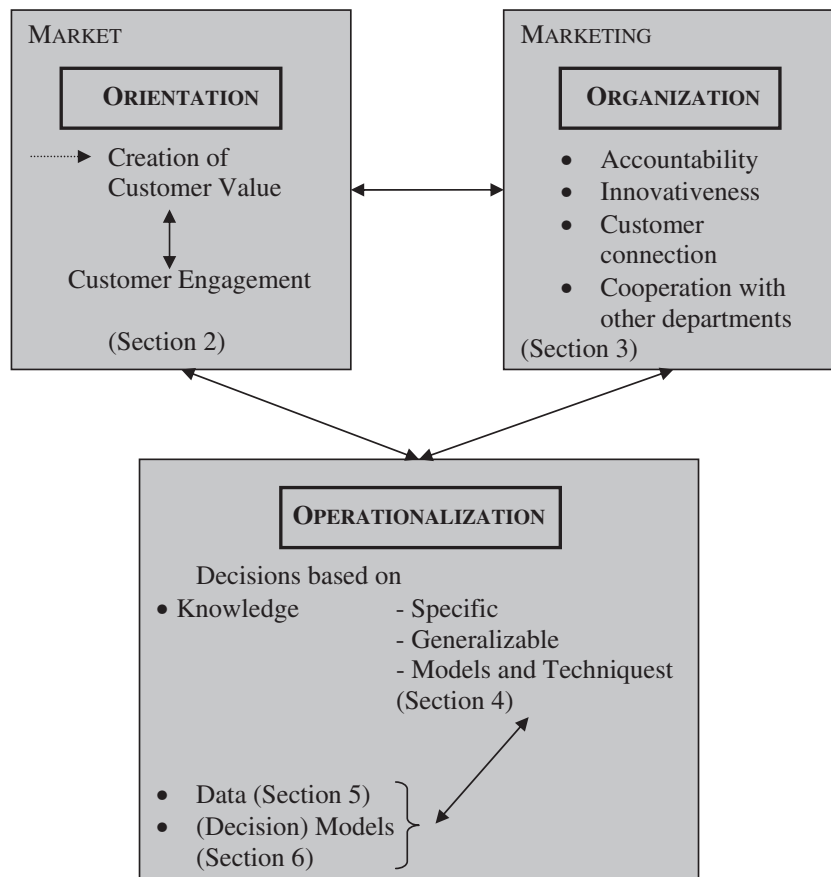 MARKET
ORIENTATION
Creation of
Customer Value
Customer Engagement
(Section 2)
MARKETING
ORGANIZATION
• Accountability
• Innovativeness
• Customer
connection
• Cooperation with
other departments
(Section 3)
OPERATIONALIZATION
Decisions based on
• Knowledge - Specific
- Generalizable
- Models and Techniquest
(Section 4)
• Data (Section 5)
• (Decision) Models
(Section 6)